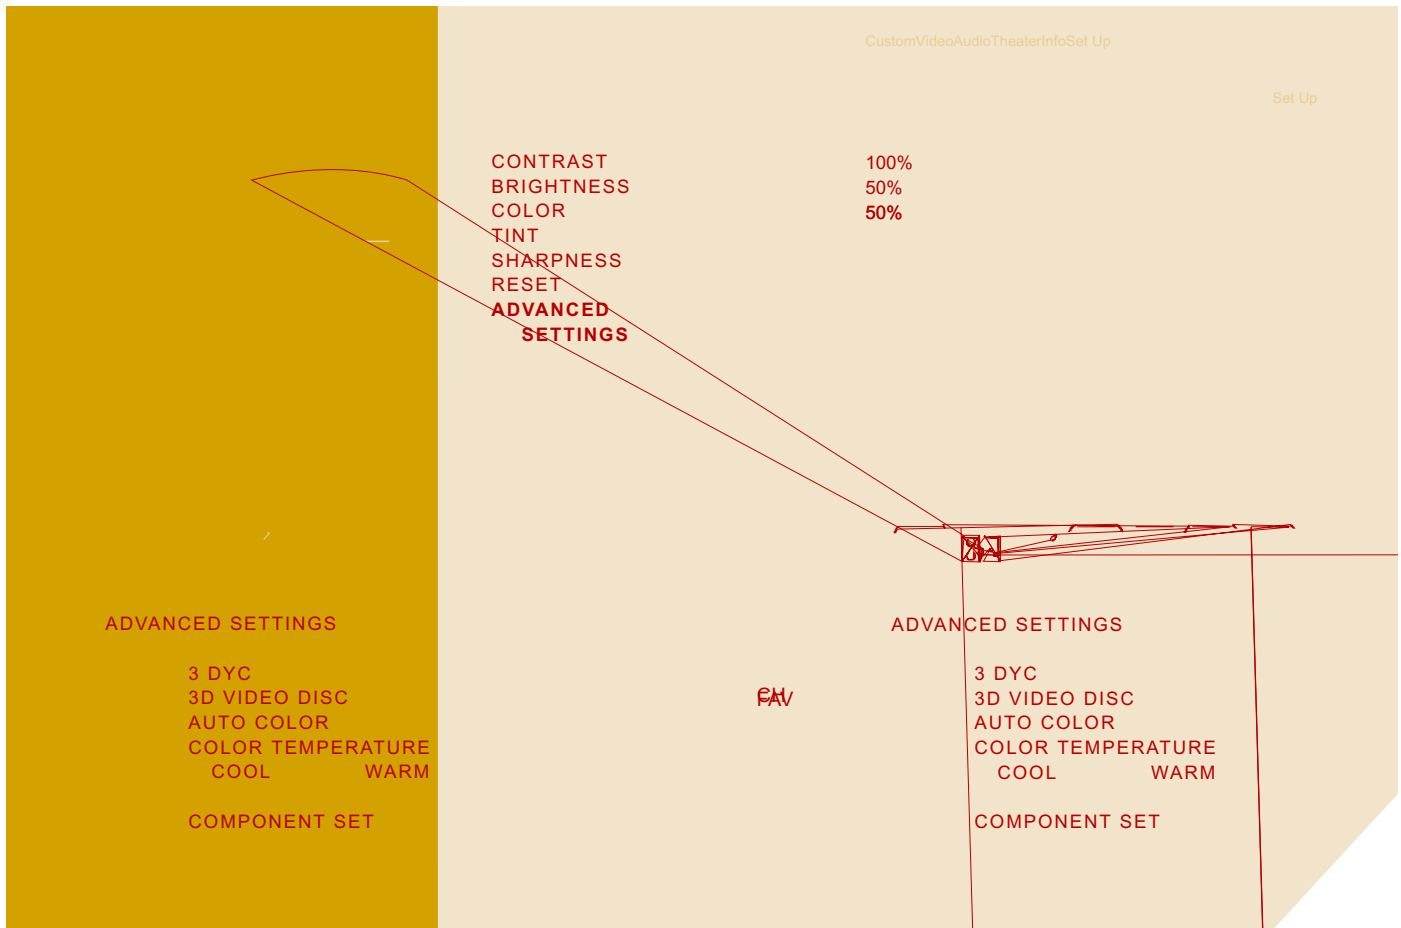 CustomVideoAudioTheaterInfoSet Up
Set Up
CONTRAST 100%
BRIGHTNESS 50%
COLOR 50%
TINT
SHARPNESS
RESET
ADVANCED
SETTINGS
ADVANCED SETTINGS
3 DYC
3D VIDEO DISC
AUTO COLOR
COLOR TEMPERATURE
COOL WARM
COMPONENT SET
CH
FAV
ADVANCED SETTINGS
3 DYC
3D VIDEO DISC
AUTO COLOR
COLOR TEMPERATURE
COOL WARM
COMPONENT SET